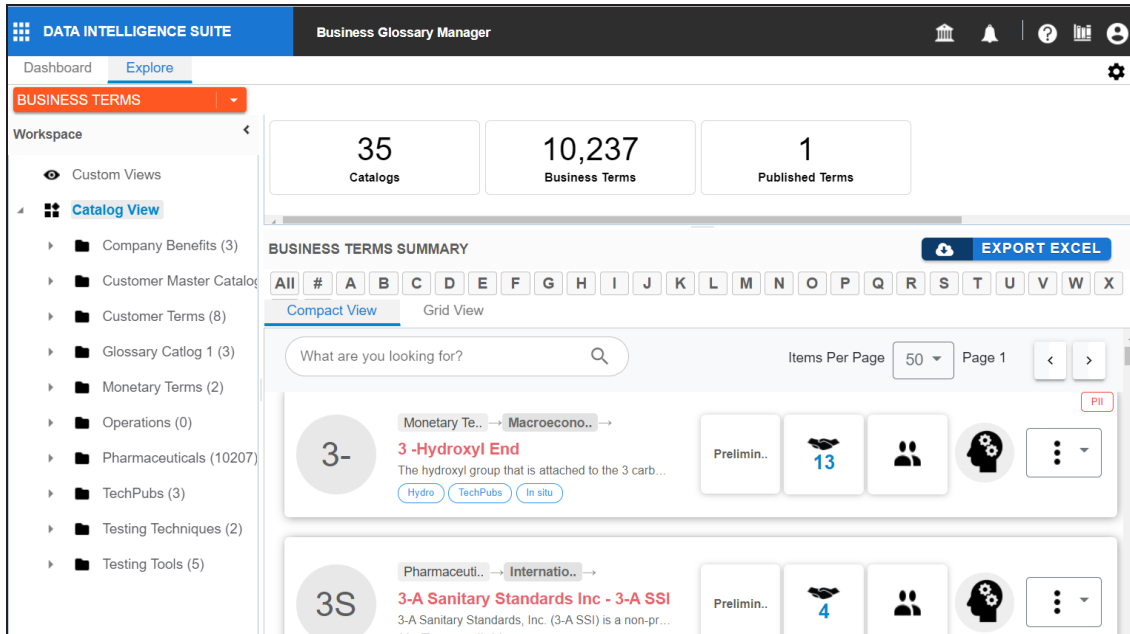 DATA INTELLIGENCE SUITE
Business Glossary Manager
Dashboard
Explore
BUSINESS TERMS
Workspace
Custom Views
Catalog View
Company Benefits (3)
Customer Master Catalog
Customer Terms (8)
Glossary Catlog 1 (3)
Monetary Terms (2)
Operations (0)
Pharmaceuticals (10207)
TechPubs (3)
Testing Techniques (2)
Testing Tools (5)
35
Catalogs
10,237
Business Terms
1
Published Terms
BUSINESS TERMS SUMMARY
EXPORT EXCEL
All # A B C D E F G H I J K L M N O P Q R S T U V W X
Compact View
Grid View
What are you looking for?
Items Per Page 50 Page 1
PII
3-
Monetary Te.. → Macroecono.. →
3 -Hydroxyl End
The hydroxyl group that is attached to the 3 carb...
Hydro TechPubs In situ
Prelimin..
13
3S
Pharmaceuti.. → Internatio.. →
3-A Sanitary Standards Inc - 3-A SSI
3-A Sanitary Standards, Inc. (3-A SSI) is a non-pr...
Prelimin..
4